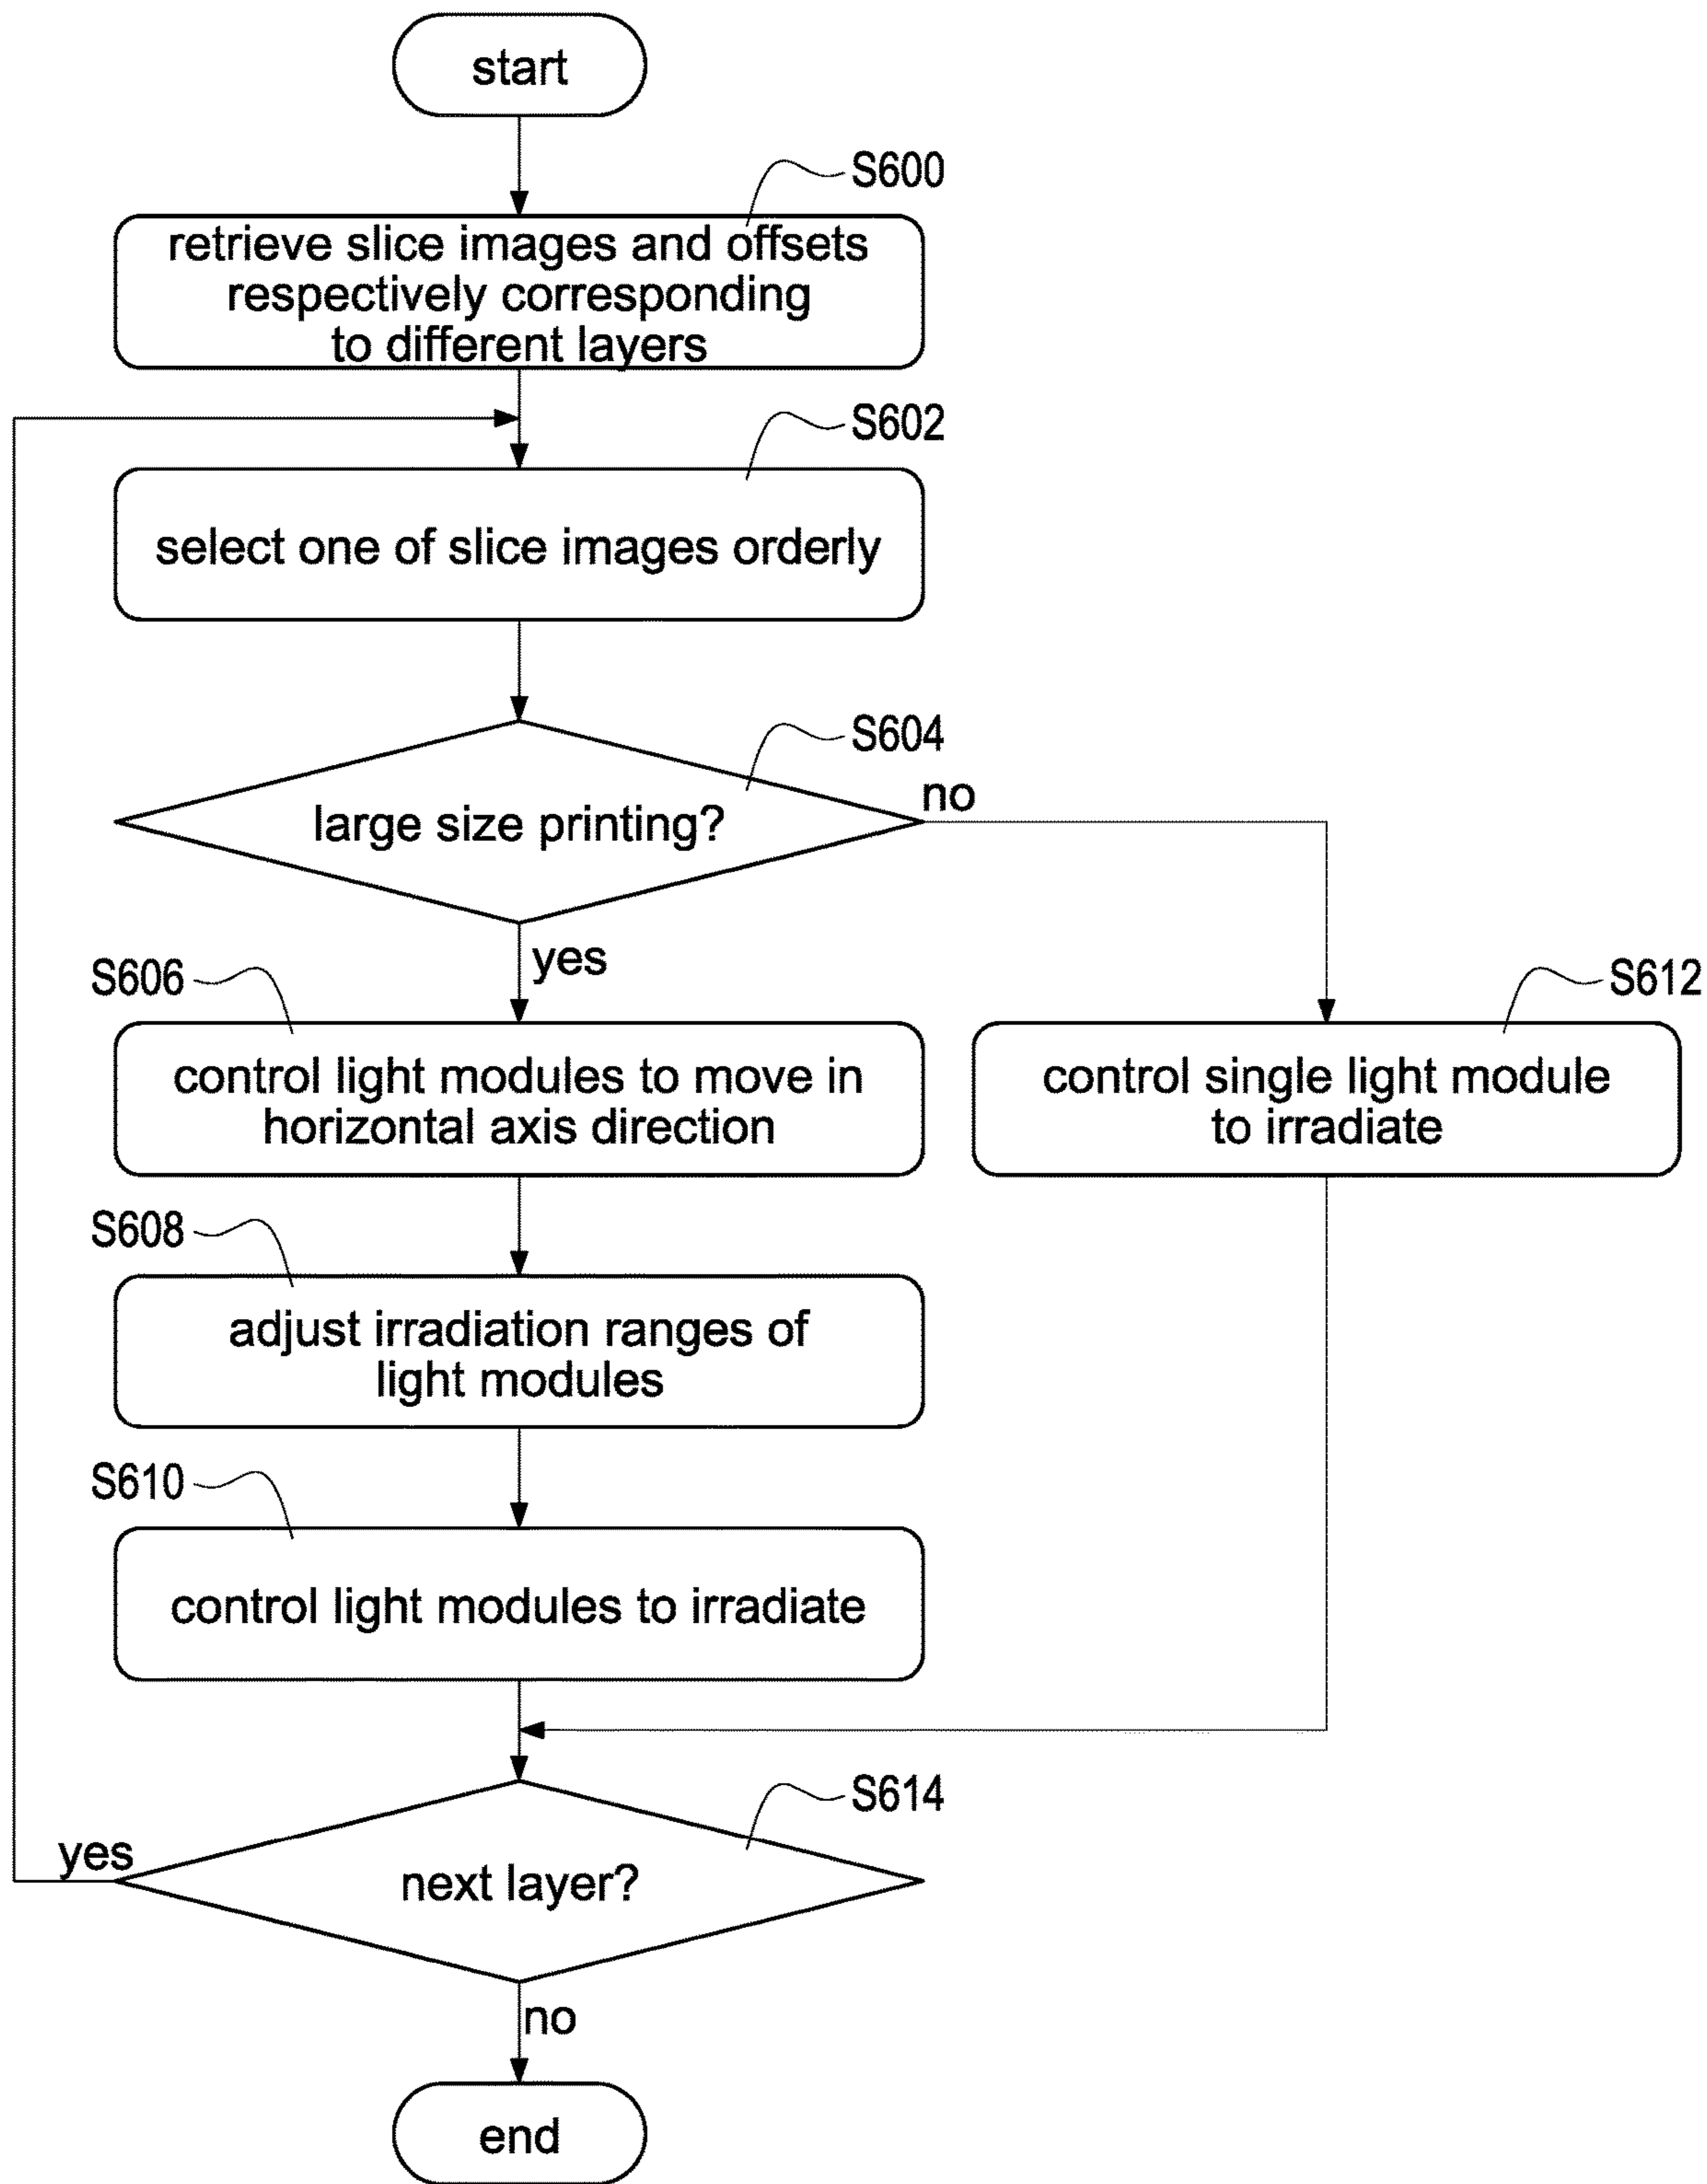 start
S600
retrieve slice images and offsets
respectively corresponding
to different layers
S602
select one of slice images orderly
S604
large size printing?
no
yes
S606
control light modules to move in
horizontal axis direction
S612
control single light module
to irradiate
S608
adjust irradiation ranges of
light modules
S610
control light modules to irradiate
S614
yes
next layer?
no
end